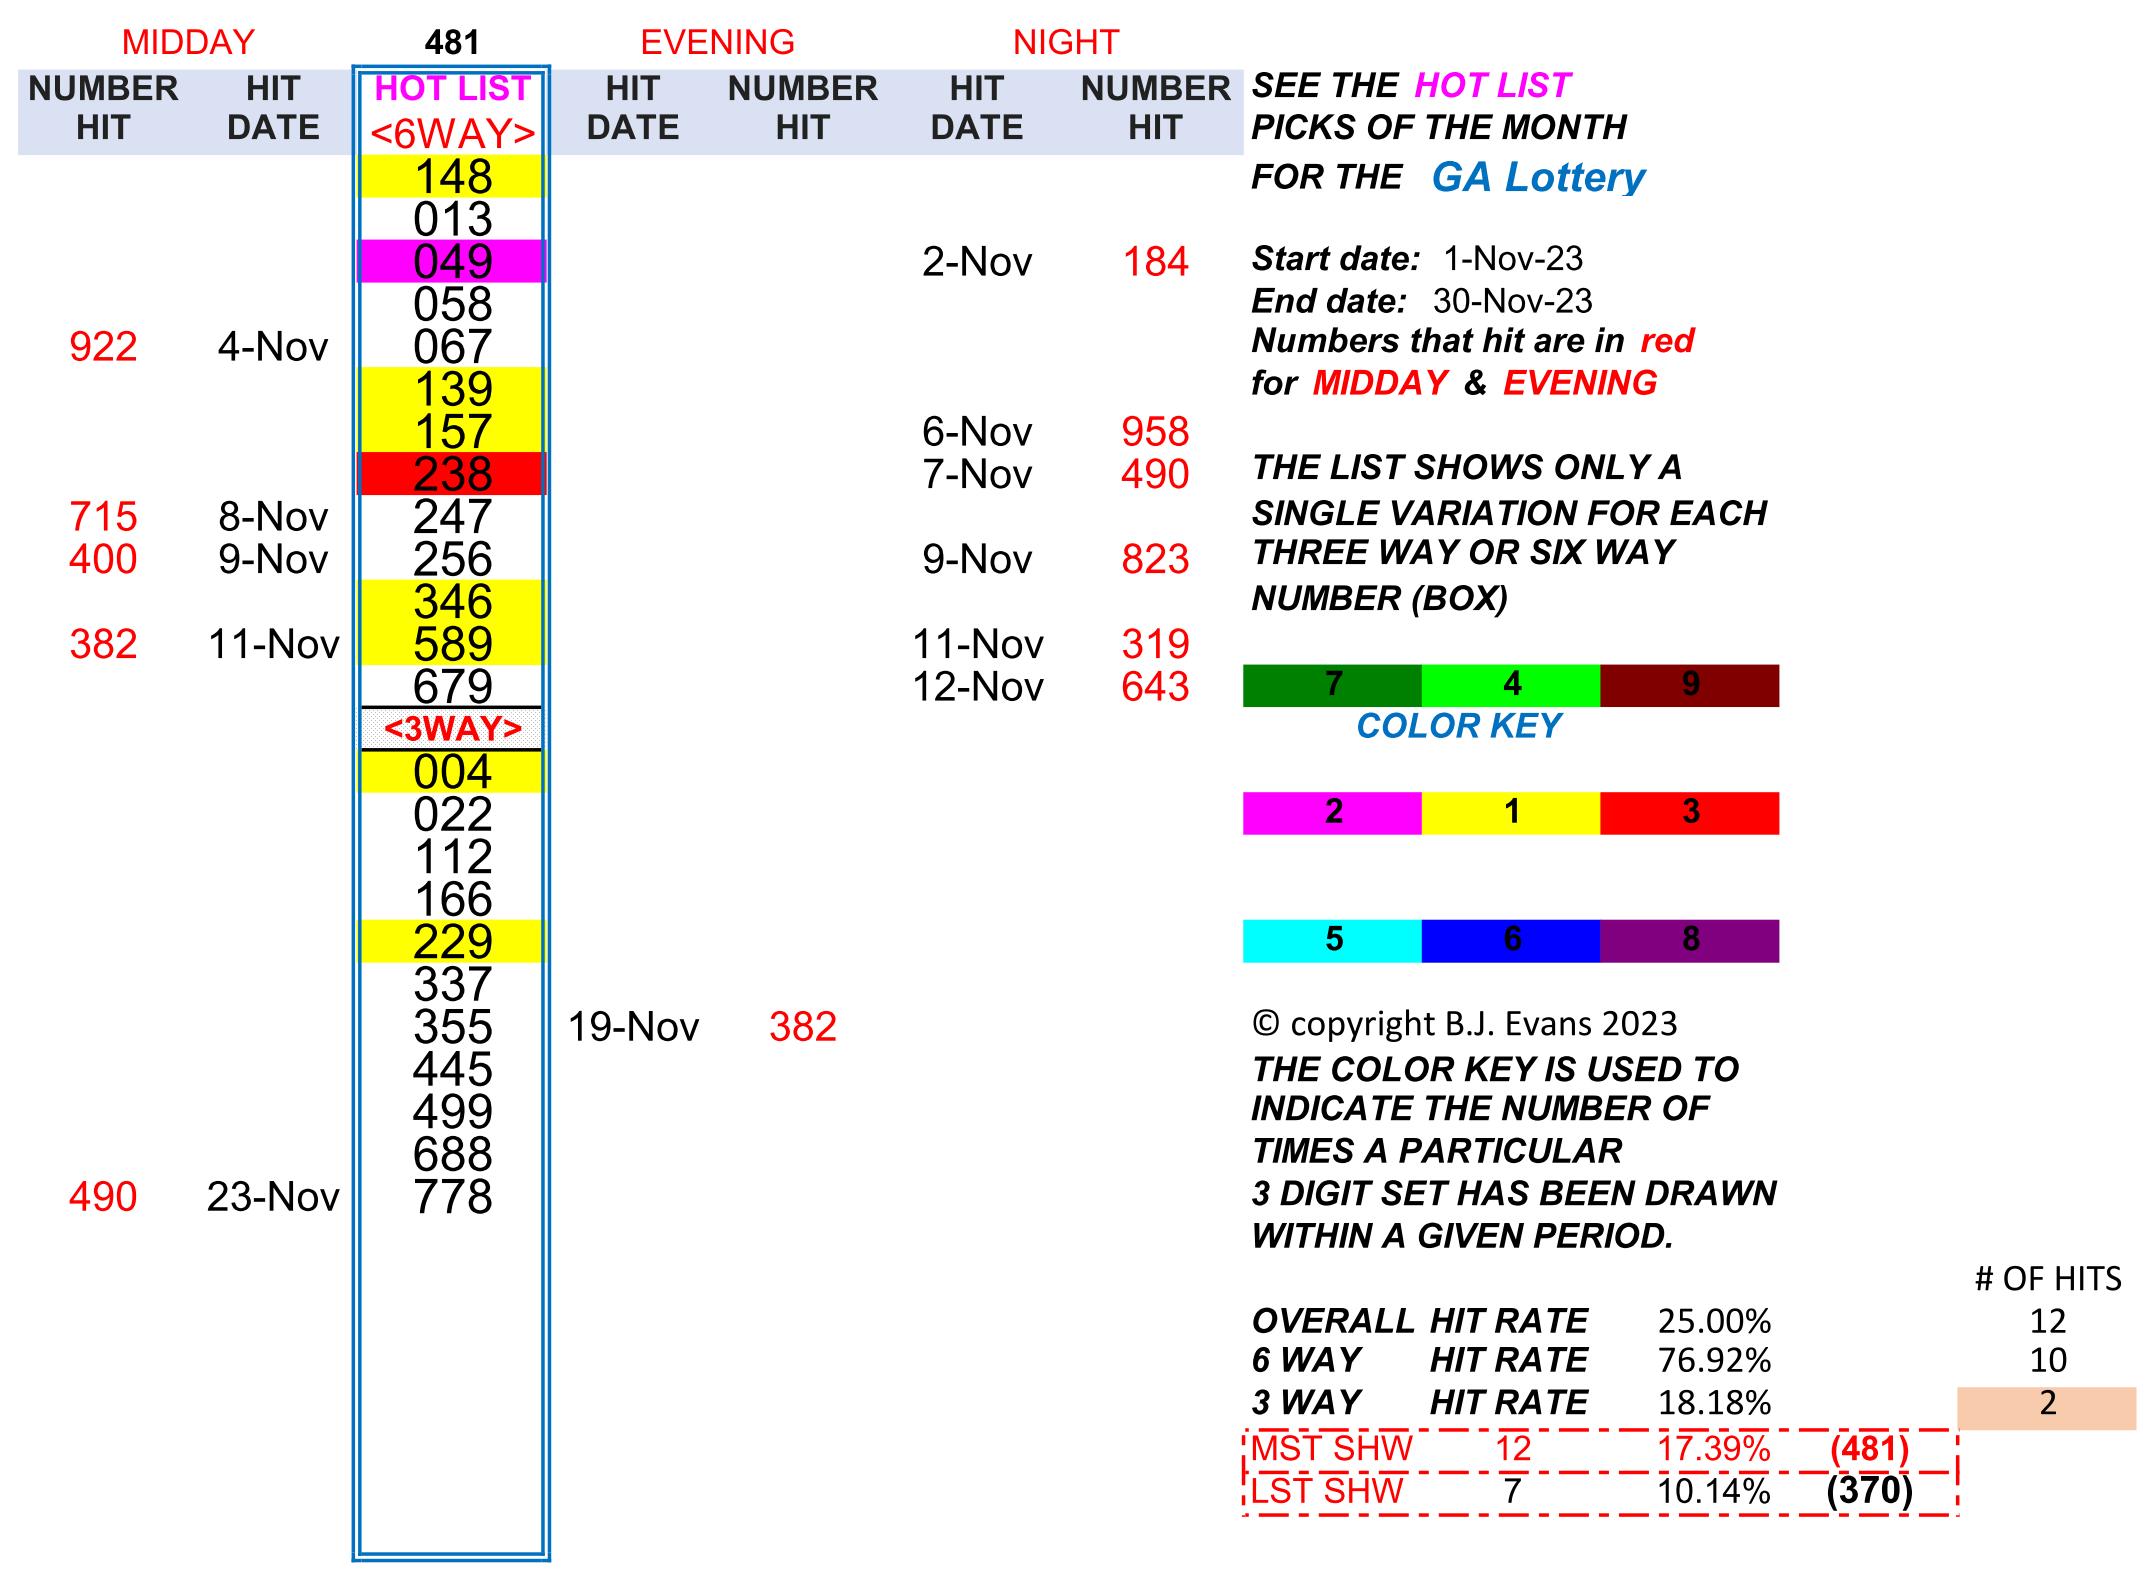 MIDDAY 481 EVENING NIGHT
NUMBER HIT HOT LIST HIT NUMBER HIT NUMBER SEE THE HOT LIST
HIT DATE <6WAY> DATE HIT DATE HIT PICKS OF THE MONTH
148 FOR THE GA Lottery
013
049 2-Nov 184 Start date: 1-Nov-23
058 End date: 30-Nov-23
922 4-Nov 067 Numbers that hit are in red
139 for MIDDAY & EVENING
157 6-Nov 958
238 7-Nov 490 THE LIST SHOWS ONLY A
715 8-Nov 247 SINGLE VARIATION FOR EACH
400 9-Nov 256 9-Nov 823 THREE WAY OR SIX WAY
346 NUMBER (BOX)
382 11-Nov 589 11-Nov 319
679 12-Nov 643 7 4 9
<3WAY> COLOR KEY
004
022 2 1 3
112
166
229 5 6 8
337
355 19-Nov 382 © copyright B.J. Evans 2023
445 THE COLOR KEY IS USED TO
499 INDICATE THE NUMBER OF
688 TIMES A PARTICULAR
490 23-Nov 778 3 DIGIT SET HAS BEEN DRAWN
WITHIN A GIVEN PERIOD.
# OF HITS
OVERALL HIT RATE 25.00% 12
6 WAY HIT RATE 76.92% 10
3 WAY HIT RATE 18.18% 2
MST SHW 12 17.39% (481)
LST SHW 7 10.14% (370)